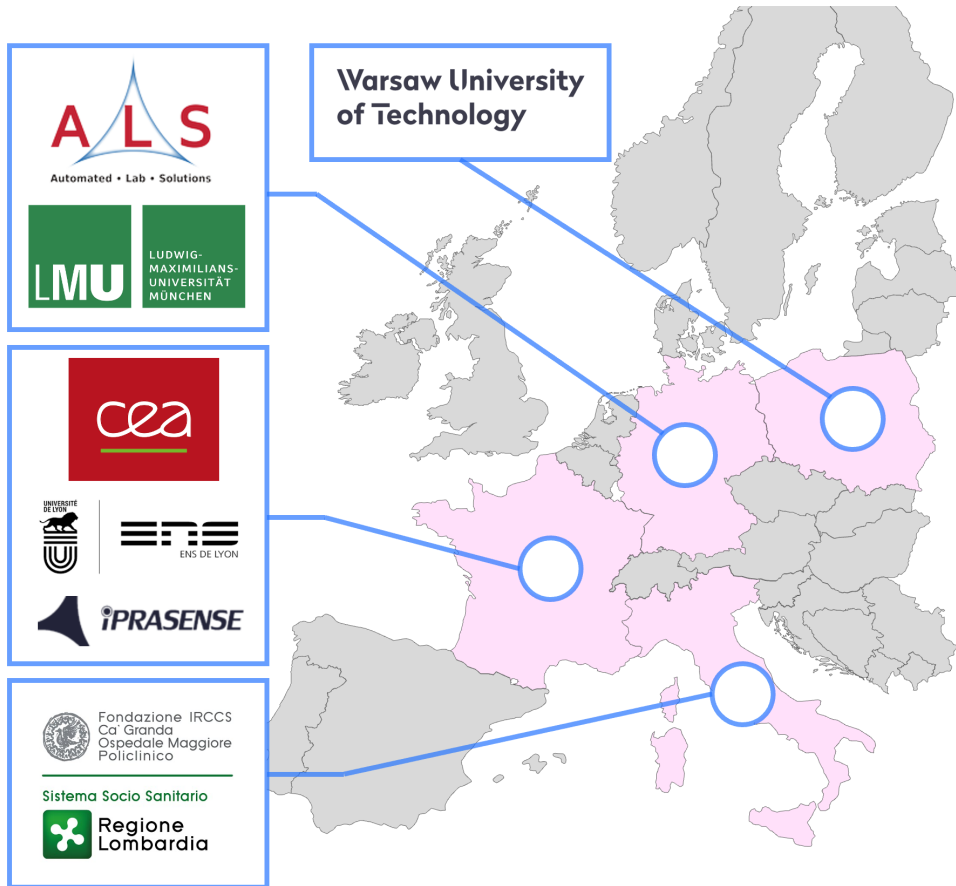 A L S
Automated • Lab • Solutions
LMU
LUDWIG-
MAXIMILIANS-
UNIVERSITÄT
MÜNCHEN
Warsaw University
of Technology
cea
UNIVERSITÉ
DE LYON
ENS
ENS DE LYON
iPRASENSE
Fondazione IRCCS
Ca' Granda
Ospedale Maggiore
Policlinico
Sistema Socio Sanitario
Regione
Lombardia